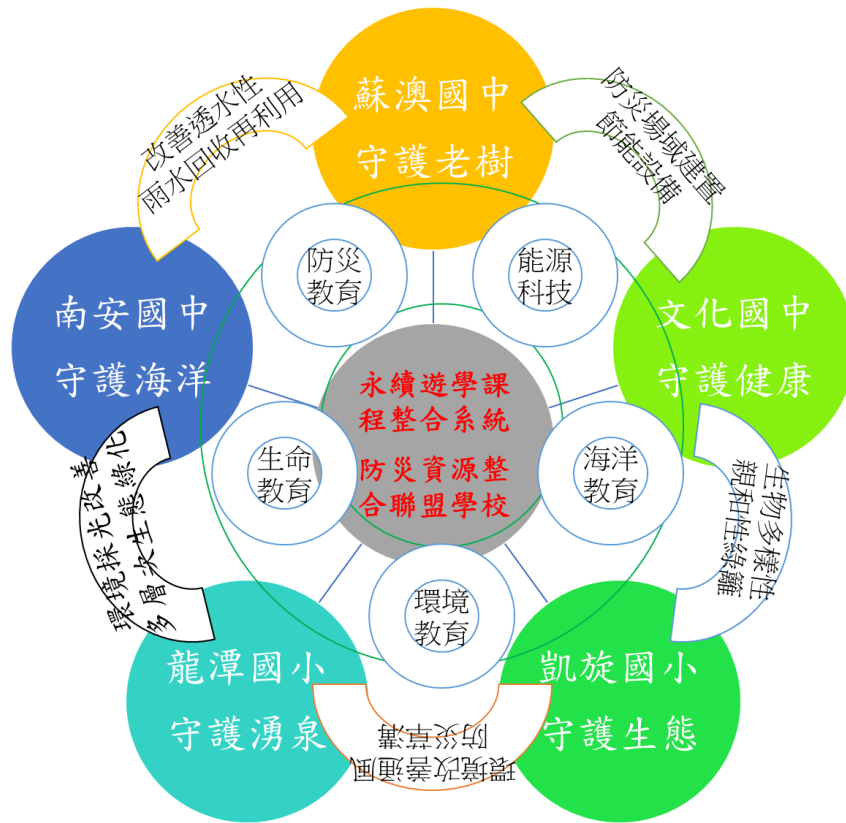 蘇澳國中
守護老樹
改善透水性
雨水回收再利用
防災場域建置
節能設備
防災
教育
能源
科技
南安國中
守護海洋
文化國中
守護健康
永續遊學課
程整合系統
防災資源整
合聯盟學校
生命
教育
海洋
教育
環境採光改善
多層次生態綠化
生物多樣性
親和性綠籬
環境
教育
龍潭國小
守護湧泉
凱旋國小
守護生態
環境改善通風
防災草溝